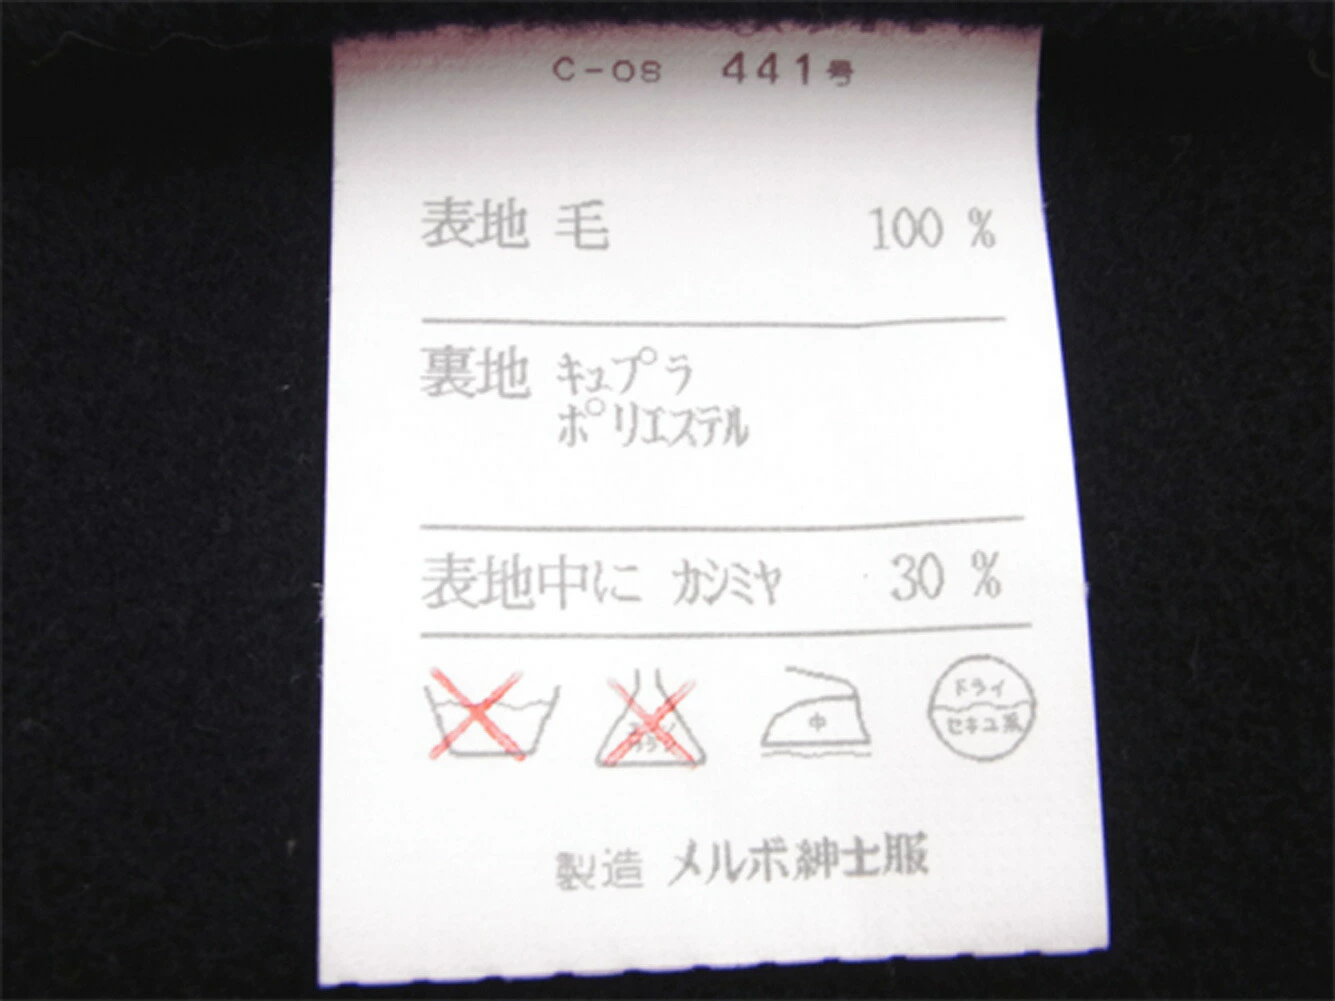 C-08 441号
表地 毛 100 %
裏地 キュプラ
ポリエステル
表地中に カシミヤ 30 %
中
ドライ
セキユ系
製造 メルボ紳士服